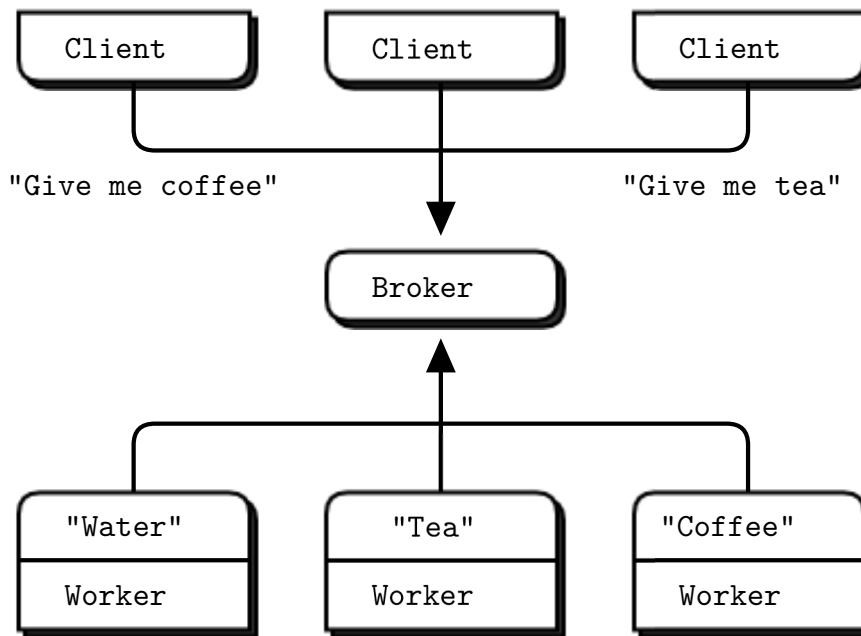 Client Client Client
"Give me coffee" "Give me tea"
Broker
"Water" "Tea" "Coffee"
Worker Worker Worker